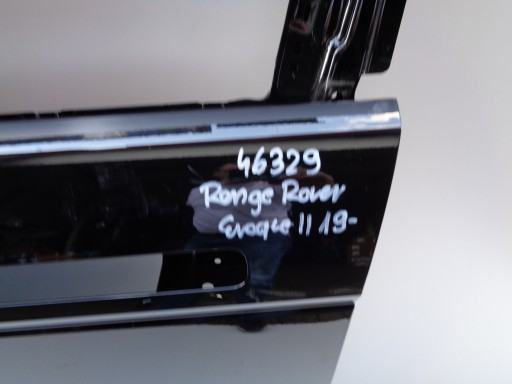 46329
Range Rover
Evoque II 19-